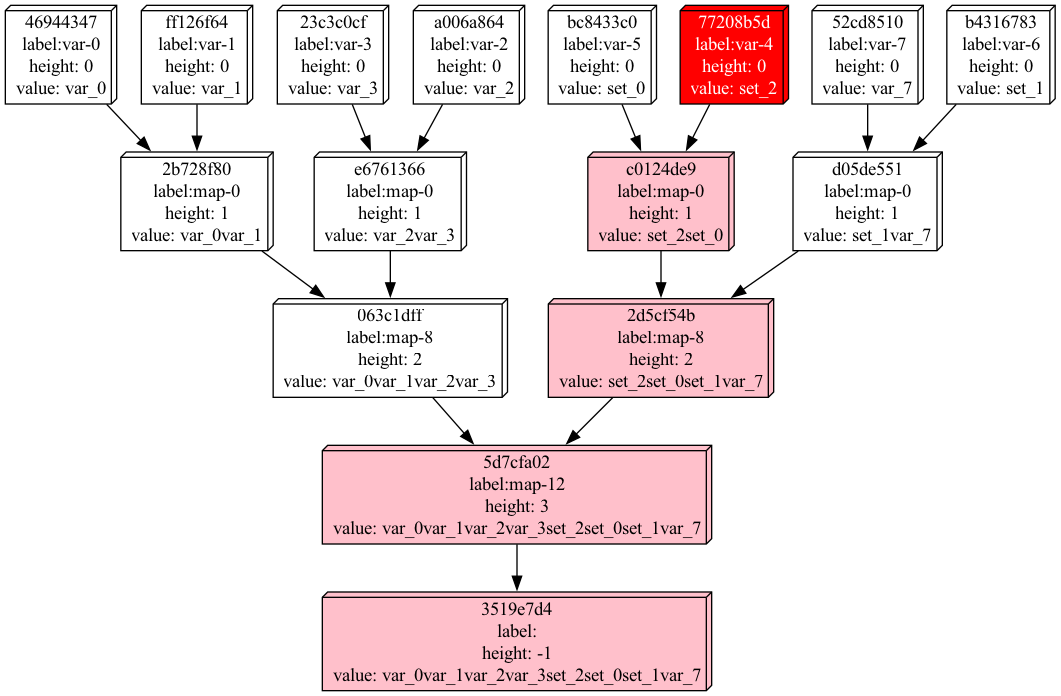 46944347
label:var-0
height: 0
value: var_0
ff126f64
label:var-1
height: 0
value: var_1
23c3c0cf
label:var-3
height: 0
value: var_3
a006a864
label:var-2
height: 0
value: var_2
bc8433c0
label:var-5
height: 0
value: set_0
77208b5d
label:var-4
height: 0
value: set_2
52cd8510
label:var-7
height: 0
value: var_7
b4316783
label:var-6
height: 0
value: set_1
2b728f80
label:map-0
height: 1
value: var_0var_1
e6761366
label:map-0
height: 1
value: var_2var_3
c0124de9
label:map-0
height: 1
value: set_2set_0
d05de551
label:map-0
height: 1
value: set_1var_7
063c1dff
label:map-8
height: 2
value: var_0var_1var_2var_3
2d5cf54b
label:map-8
height: 2
value: set_2set_0set_1var_7
5d7cfa02
label:map-12
height: 3
value: var_0var_1var_2var_3set_2set_0set_1var_7
3519e7d4
label:
height: -1
value: var_0var_1var_2var_3set_2set_0set_1var_7